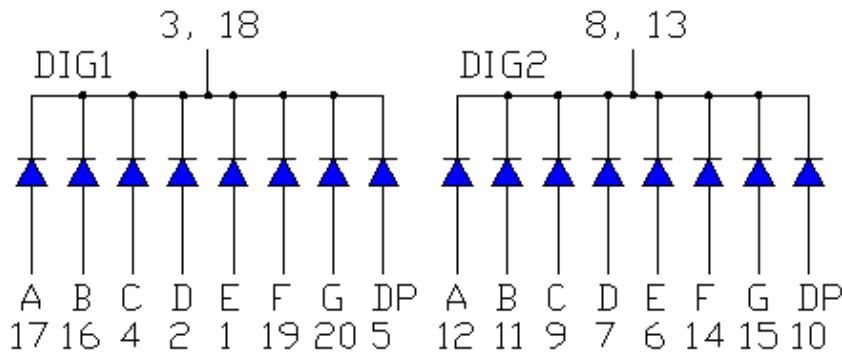 3, 18 8, 13
DIG1 DIG2
A B C D E F G DP A B C D E F G DP
17 16 4 2 1 19 20 5 12 11 9 7 6 14 15 10